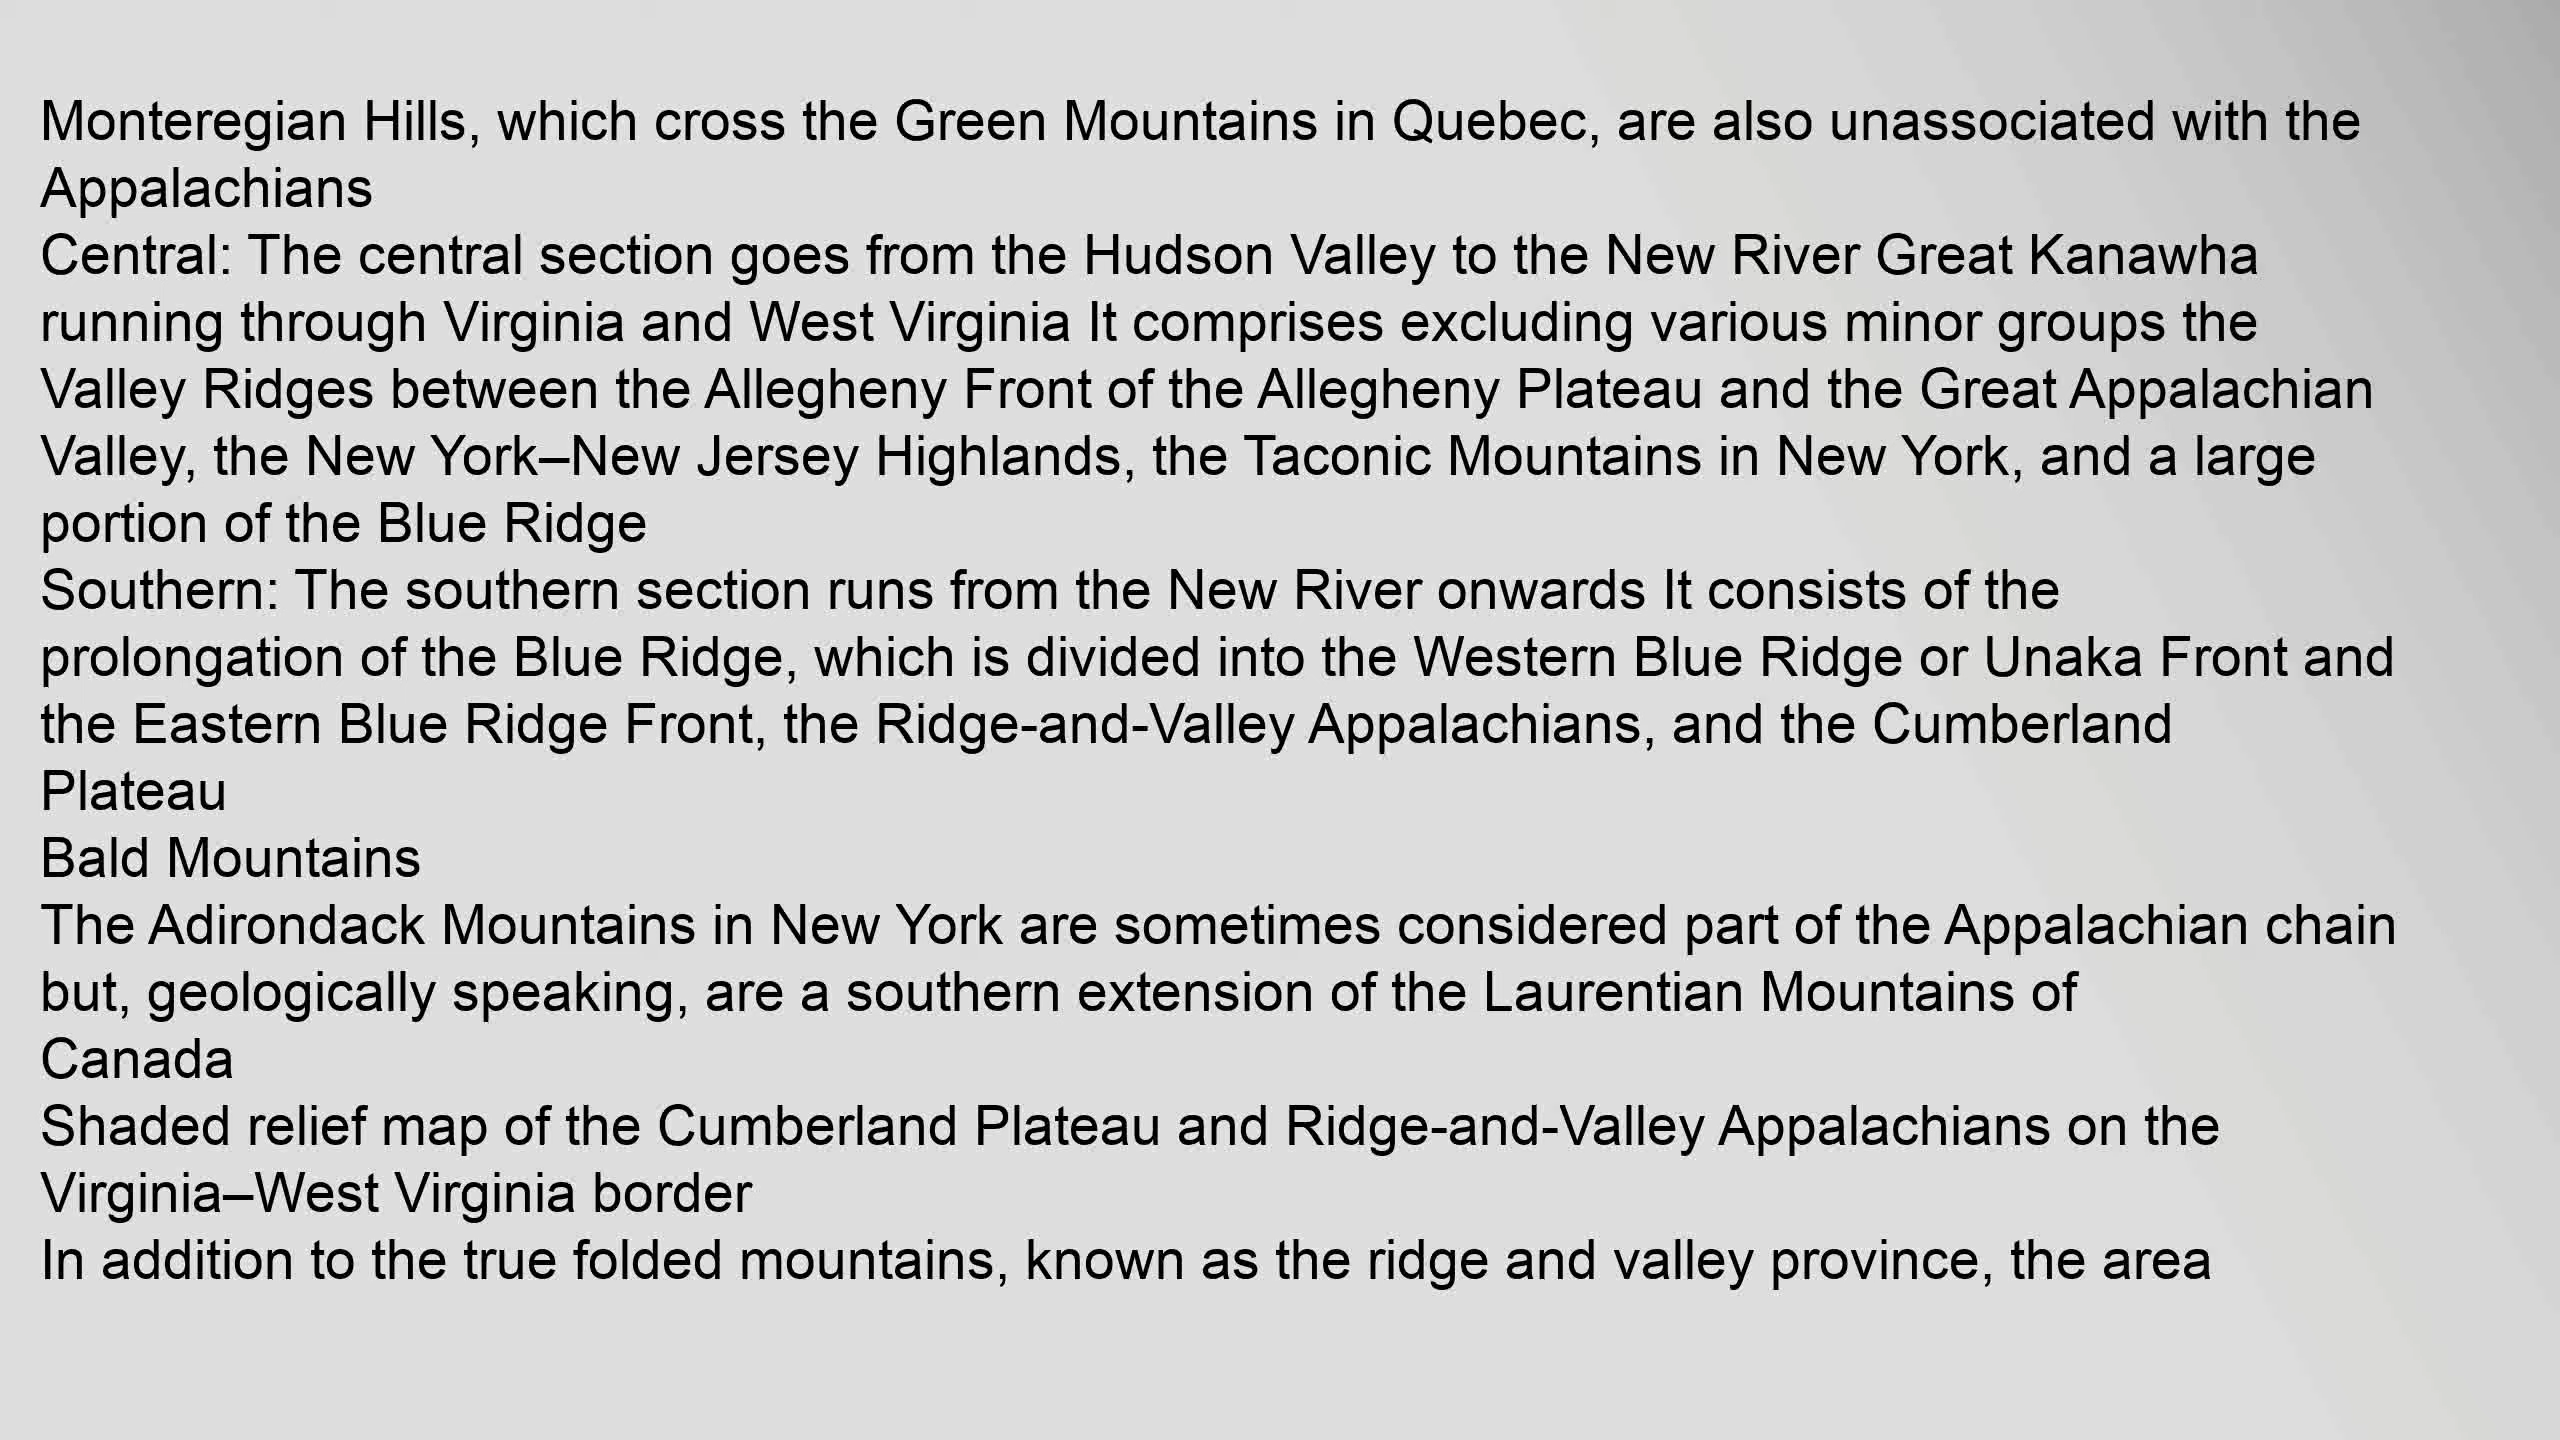 Monteregian Hills, which cross the Green Mountains in Quebec, are also unassociated with the
Appalachians
Central: The central section goes from the Hudson Valley to the New River Great Kanawha
running through Virginia and West Virginia It comprises excluding various minor groups the
Valley Ridges between the Allegheny Front of the Allegheny Plateau and the Great Appalachian
Valley, the New York–New Jersey Highlands, the Taconic Mountains in New York, and a large
portion of the Blue Ridge
Southern: The southern section runs from the New River onwards It consists of the
prolongation of the Blue Ridge, which is divided into the Western Blue Ridge or Unaka Front and
the Eastern Blue Ridge Front, the Ridge-and-Valley Appalachians, and the Cumberland
Plateau
Bald Mountains
The Adirondack Mountains in New York are sometimes considered part of the Appalachian chain
but, geologically speaking, are a southern extension of the Laurentian Mountains of
Canada
Shaded relief map of the Cumberland Plateau and Ridge-and-Valley Appalachians on the
Virginia–West Virginia border
In addition to the true folded mountains, known as the ridge and valley province, the area